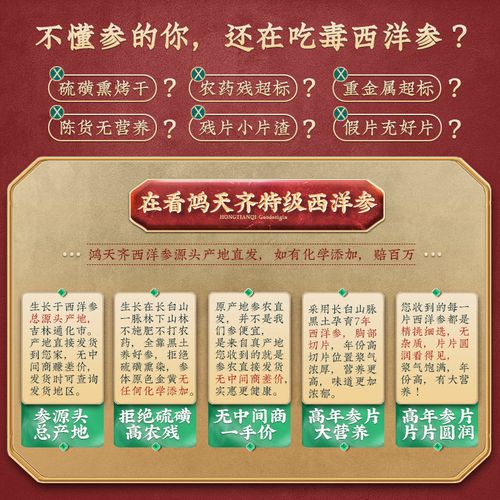 不懂参的你，还在吃毒西洋参？
硫磺熏烤干？
农药残超标？
重金属超标？
陈货无营养？
残片小片渣？
假片充好片？
在看鸿天齐特级西洋参
HONGTIANQI
鸿天齐西洋参源头产地直发，如有化学添加，赔百万
生长于西洋参
总源头产地，
吉林通化市。
产地直接发货
到您家，无中
间商赚差价，
发货时可查询
发货地区。
参源头
总产地
生长在长白山
一脉林下山林
不施肥不打农
药，全靠黑土
养好参，拒绝
硫磺熏染，参
体原色金黄无
任何化学添加。
拒绝硫磺
高农残
原产地参农直
发，并不是我
们参便宜，
是来自真产地
您收到的就是
参农直接发货
无中间商差价，
实惠更健康。
无中间商
一手价
采用长白山脉
黑土孕育7年
西洋参，胸部
切片，年份高
切片位置浆气
浓厚，营养更
高，味道更加
浓郁。
高年参片
大营养
您收到的每一
片西洋参都是
精挑细选，无
杂质，片片圆
润看得见，
浆气饱满，年
份高，有大营
养！
高年参片
片片圆润